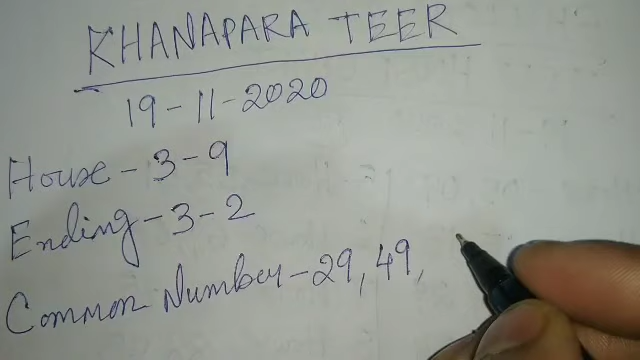 KHANAPARA TEER
19-11-2020
House - 3 - 9
Ending - 3 - 2
Common Number - 29, 49,